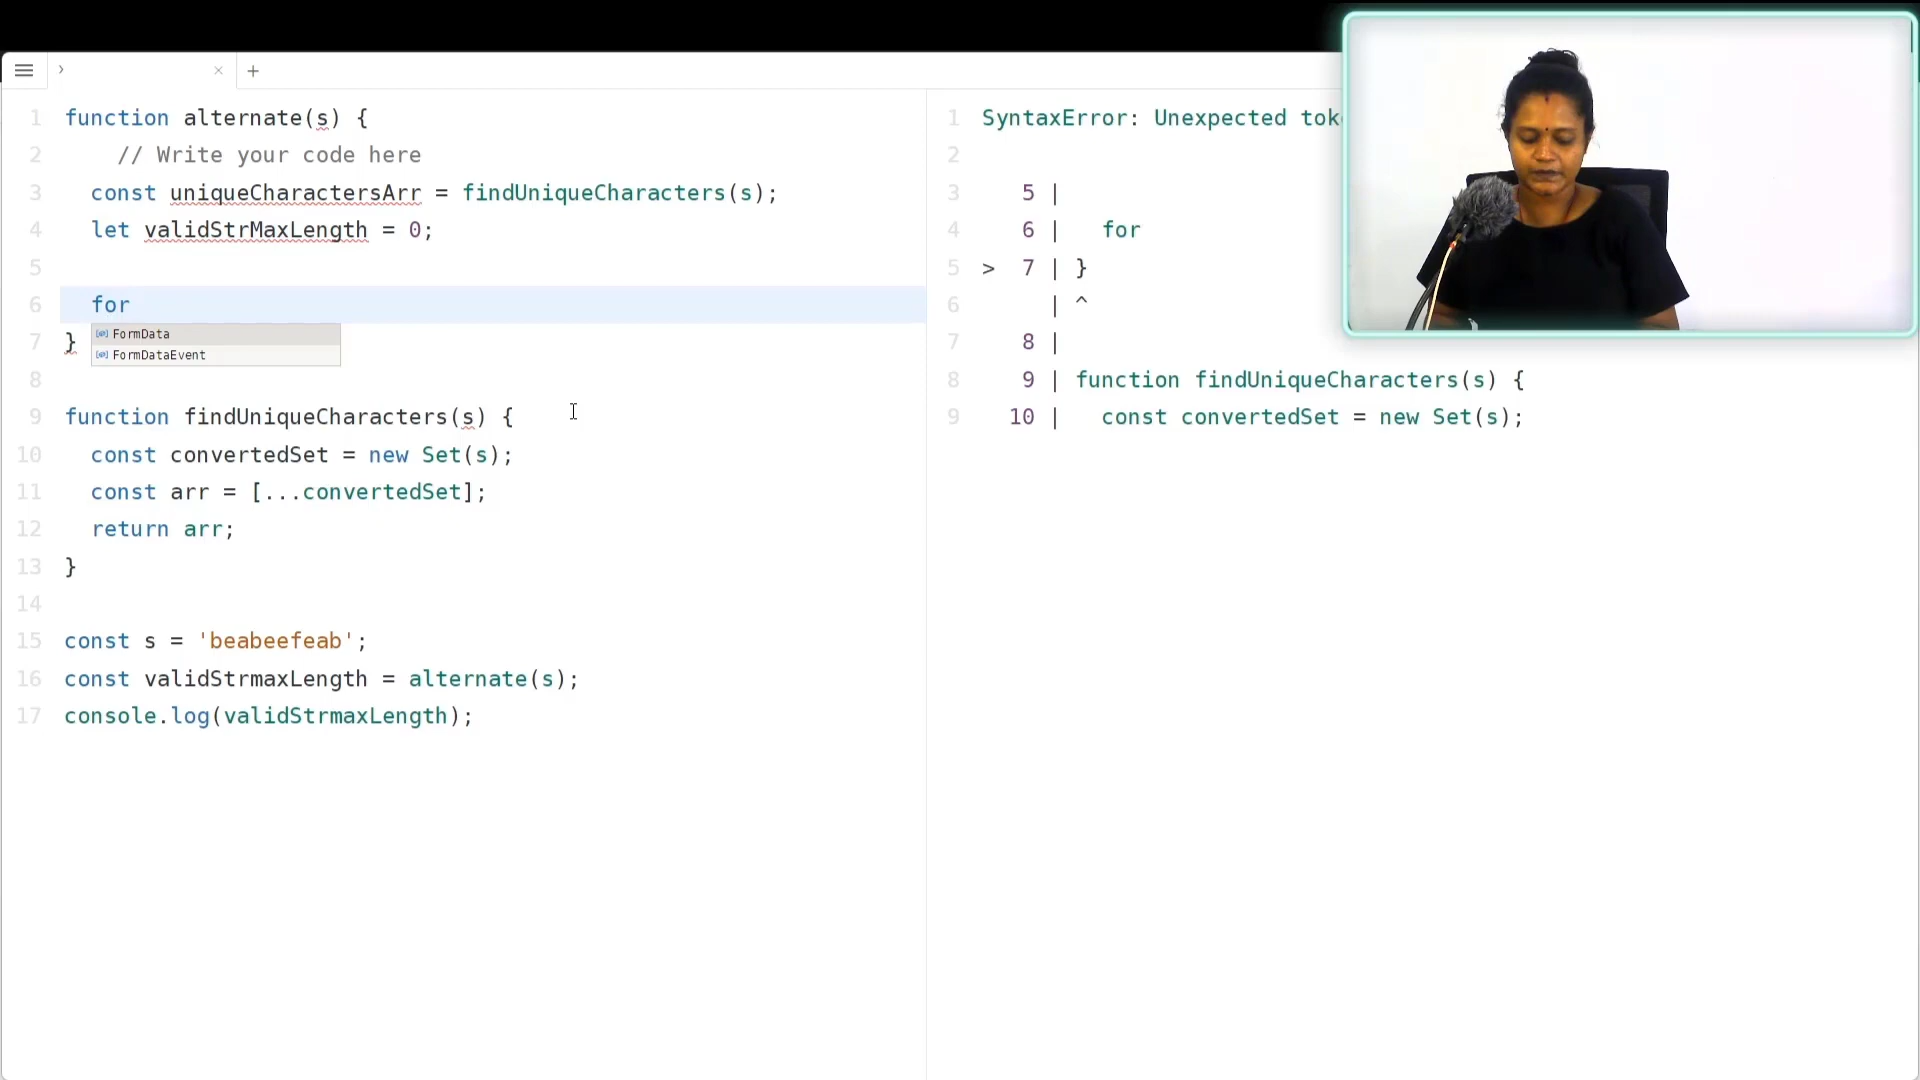 1 function alternate(s) {
2 // Write your code here
3 const uniqueCharactersArr = findUniqueCharacters(s);
4 let validStrMaxLength = 0;
5
6 for
FormData
FormDataEvent
7 }
8
9 function findUniqueCharacters(s) {
10 const convertedSet = new Set(s);
11 const arr = [...convertedSet];
12 return arr;
13 }
14
15 const s = 'beabeefeab';
16 const validStrmaxLength = alternate(s);
17 console.log(validStrmaxLength);
1 SyntaxError: Unexpected
2
3 5 |
4 6 | for
5 > 7 | }
6 | ^
7 8 |
8 9 | function findUniqueCharacters(s) {
9 10 | const convertedSet = new Set(s);